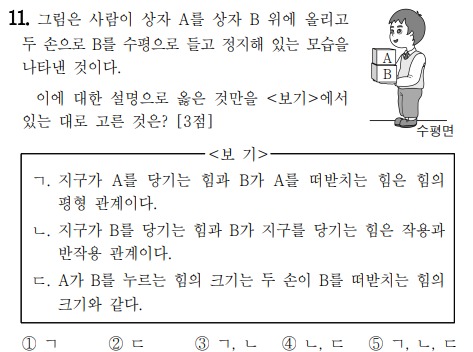 11. 그림은 사람이 상자 A를 상자 B 위에 올리고
두 손으로 B를 수평으로 들고 정지해 있는 모습을
나타낸 것이다.
A
B
수평면
이에 대한 설명으로 옳은 것만을 <보기>에서
있는 대로 고른 것은? [3점]
<보 기>
ㄱ. 지구가 A를 당기는 힘과 B가 A를 떠받치는 힘은 힘의
평형 관계이다.
ㄴ. 지구가 B를 당기는 힘과 B가 지구를 당기는 힘은 작용과
반작용 관계이다.
ㄷ. A가 B를 누르는 힘의 크기는 두 손이 B를 떠받치는 힘의
크기와 같다.
① ㄱ ② ㄷ ③ ㄱ, ㄴ ④ ㄴ, ㄷ ⑤ ㄱ, ㄴ, ㄷ